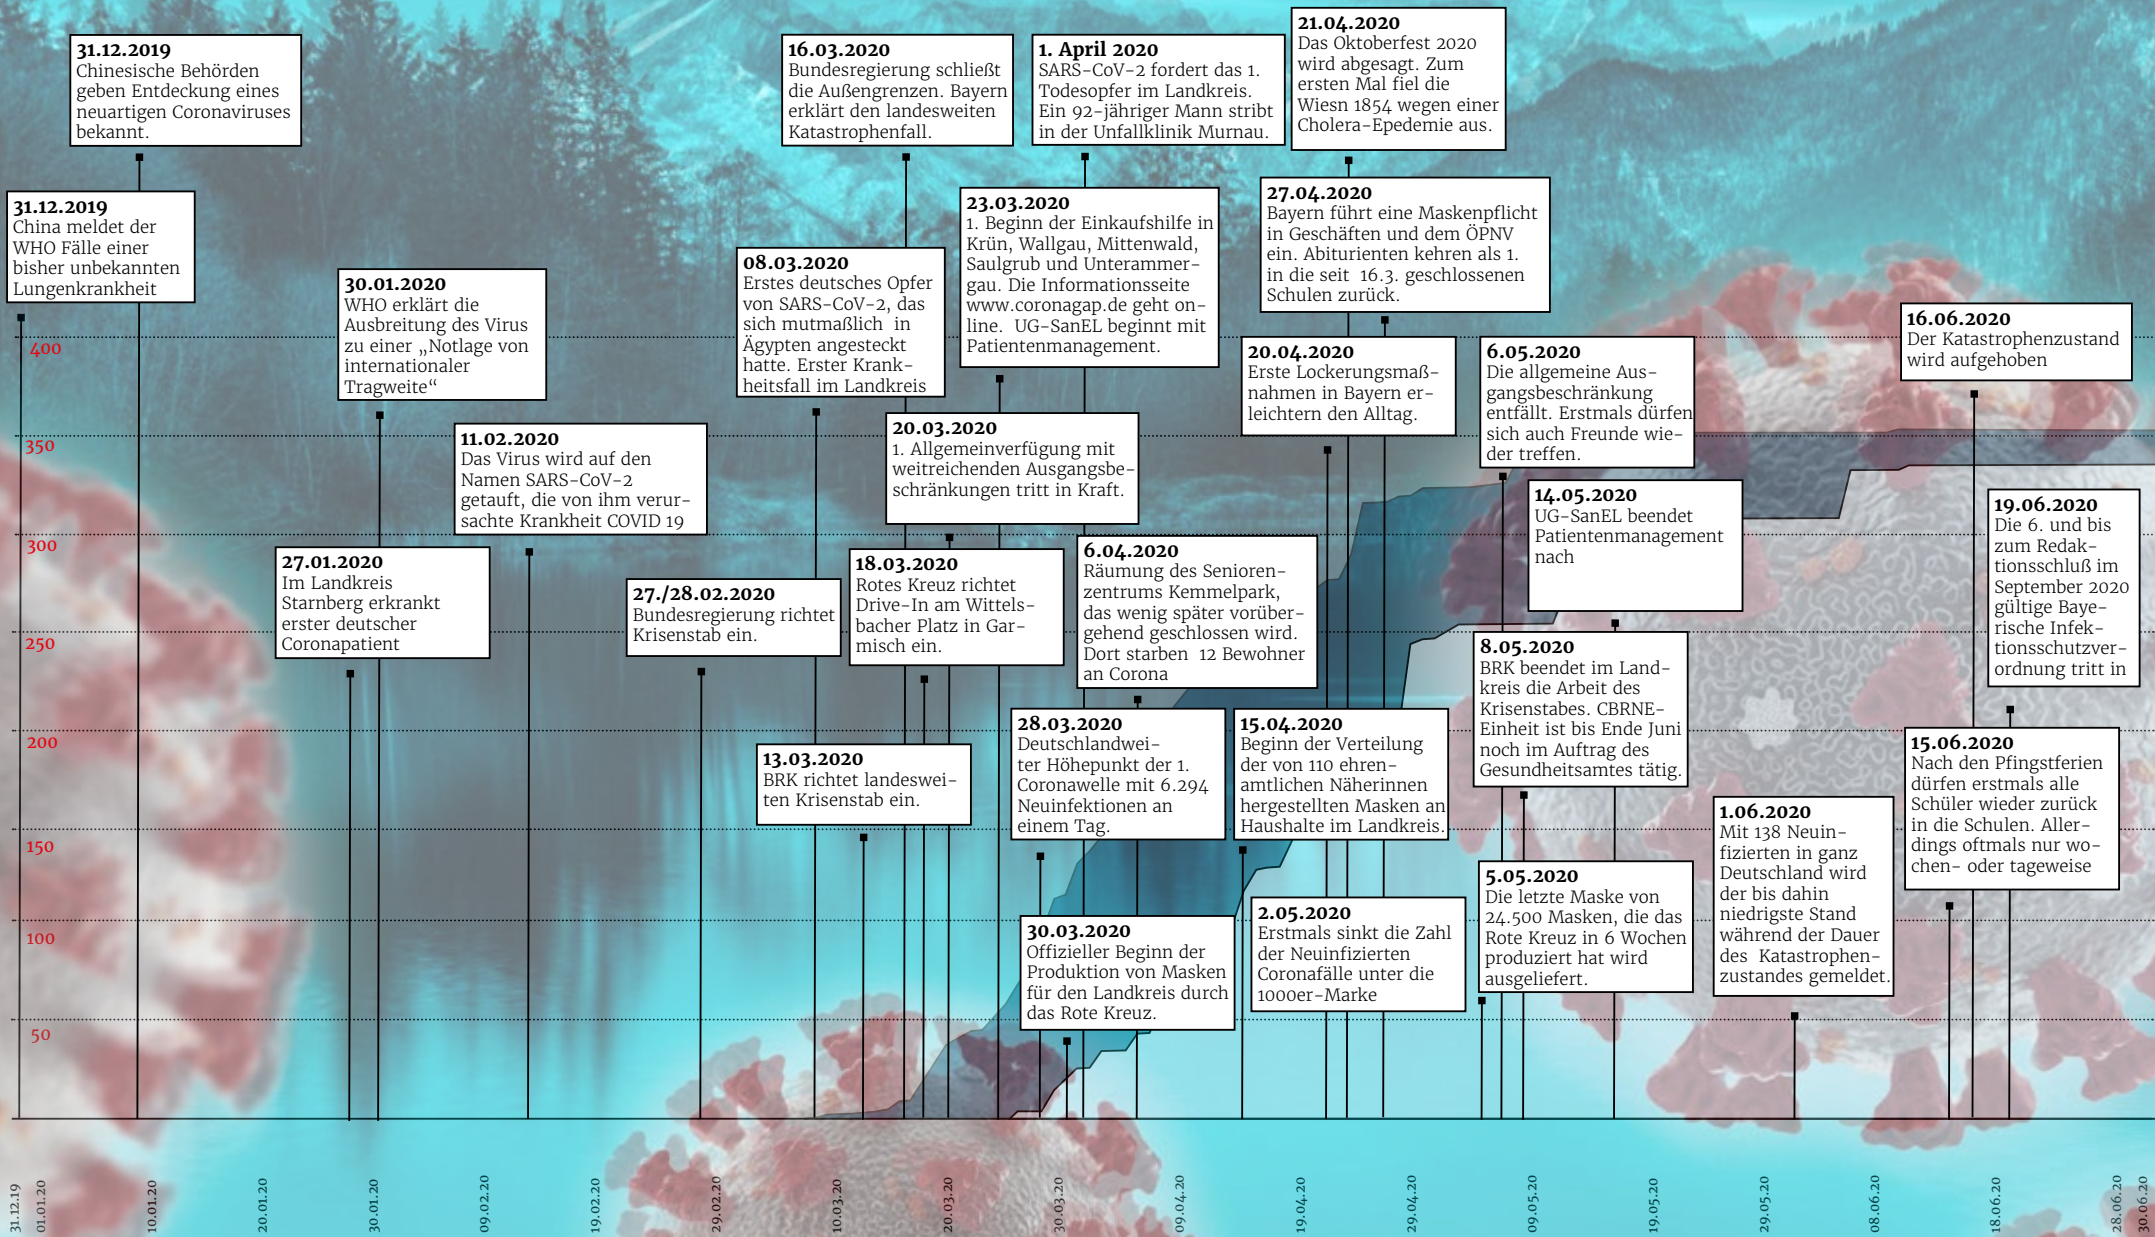 31.12.2019
Chinesische Behörden
geben Entdeckung eines
neuartigen Coronaviruses
bekannt.
31.12.2019
China meldet der
WHO Fälle einer
bisher unbekannten
Lungenkrankheit
27.01.2020
Im Landkreis
Starnberg erkrankt
erster deutscher
Coronapatient
30.01.2020
WHO erklärt die
Ausbreitung des Virus
zu einer „Notlage von
internationaler
Tragweite“
11.02.2020
Das Virus wird auf den
Namen SARS-CoV-2
getauft, die von ihm verur-
sachte Krankheit COVID 19
27./28.02.2020
Bundesregierung richtet
Krisenstab ein.
08.03.2020
Erstes deutsches Opfer
von SARS-CoV-2, das
sich mutmaßlich in
Ägypten angesteckt
hatte. Erster Krank-
heitsfall im Landkreis
13.03.2020
BRK richtet landeswei-
ten Krisenstab ein.
16.03.2020
Bundesregierung schließt
die Außengrenzen. Bayern
erklärt den landesweiten
Katastrophenfall.
18.03.2020
Rotes Kreuz richtet
Drive-In am Wittels-
bacher Platz in Gar-
misch ein.
20.03.2020
1. Allgemeinverfügung mit
weitreichenden Ausgangsbe-
schränkungen tritt in Kraft.
23.03.2020
1. Beginn der Einkaufshilfe in
Krün, Wallgau, Mittenwald,
Saulgrub und Unterammer-
gau. Die Informationsseite
www.coronagap.de geht on-
line. UG-SanEL beginnt mit
Patientenmanagement.
28.03.2020
Deutschlandwei-
ter Höhepunkt der 1.
Coronawelle mit 6.294
Neuinfektionen an
einem Tag.
30.03.2020
Offizieller Beginn der
Produktion von Masken
für den Landkreis durch
das Rote Kreuz.
1. April 2020
SARS-CoV-2 fordert das 1.
Todesopfer im Landkreis.
Ein 92-jähriger Mann stribt
in der Unfallklinik Murnau.
6.04.2020
Räumung des Senioren-
zentrums Kemmelpark,
das wenig später vorüber-
gehend geschlossen wird.
Dort starben 12 Bewohner
an Corona
15.04.2020
Beginn der Verteilung
der von 110 ehren-
amtlichen Näherinnen
hergestellten Masken an
Haushalte im Landkreis.
20.04.2020
Erste Lockerungsmaß-
nahmen in Bayern er-
leichtern den Alltag.
21.04.2020
Das Oktoberfest 2020
wird abgesagt. Zum
ersten Mal fiel die
Wiesn 1854 wegen einer
Cholera-Epedemie aus.
27.04.2020
Bayern führt eine Maskenpflicht
in Geschäften und dem ÖPNV
ein. Abiturienten kehren als 1.
in die seit 16.3. geschlossenen
Schulen zurück.
2.05.2020
Erstmals sinkt die Zahl
der Neuinfizierten
Coronafälle unter die
1000er-Marke
5.05.2020
Die letzte Maske von
24.500 Masken, die das
Rote Kreuz in 6 Wochen
produziert hat wird
ausgeliefert.
6.05.2020
Die allgemeine Aus-
gangsbeschränkung
entfällt. Erstmals dürfen
sich auch Freunde wie-
der treffen.
8.05.2020
BRK beendet im Land-
kreis die Arbeit des
Krisenstabes. CBRNE-
Einheit ist bis Ende Juni
noch im Auftrag des
Gesundheitsamtes tätig.
14.05.2020
UG-SanEL beendet
Patientenmanagement
nach
1.06.2020
Mit 138 Neuin-
fizierten in ganz
Deutschland wird
der bis dahin
niedrigste Stand
während der Dauer
des Katastrophen-
zustandes gemeldet.
15.06.2020
Nach den Pfingstferien
dürfen erstmals alle
Schüler wieder zurück
in die Schulen. Aller-
dings oftmals nur wo-
chen- oder tageweise
16.06.2020
Der Katastrophenzustand
wird aufgehoben
19.06.2020
Die 6. und bis
zum Redak-
tionsschluß im
September 2020
gültige Baye-
rische Infek-
tionsschutzver-
ordnung tritt in
400
350
300
250
200
150
100
50
31.12.19
01.01.20
10.01.20
20.01.20
30.01.20
09.02.20
19.02.20
29.02.20
10.03.20
20.03.20
30.03.20
09.04.20
19.04.20
29.04.20
09.05.20
19.05.20
29.05.20
08.06.20
18.06.20
28.06.20
30.06.20